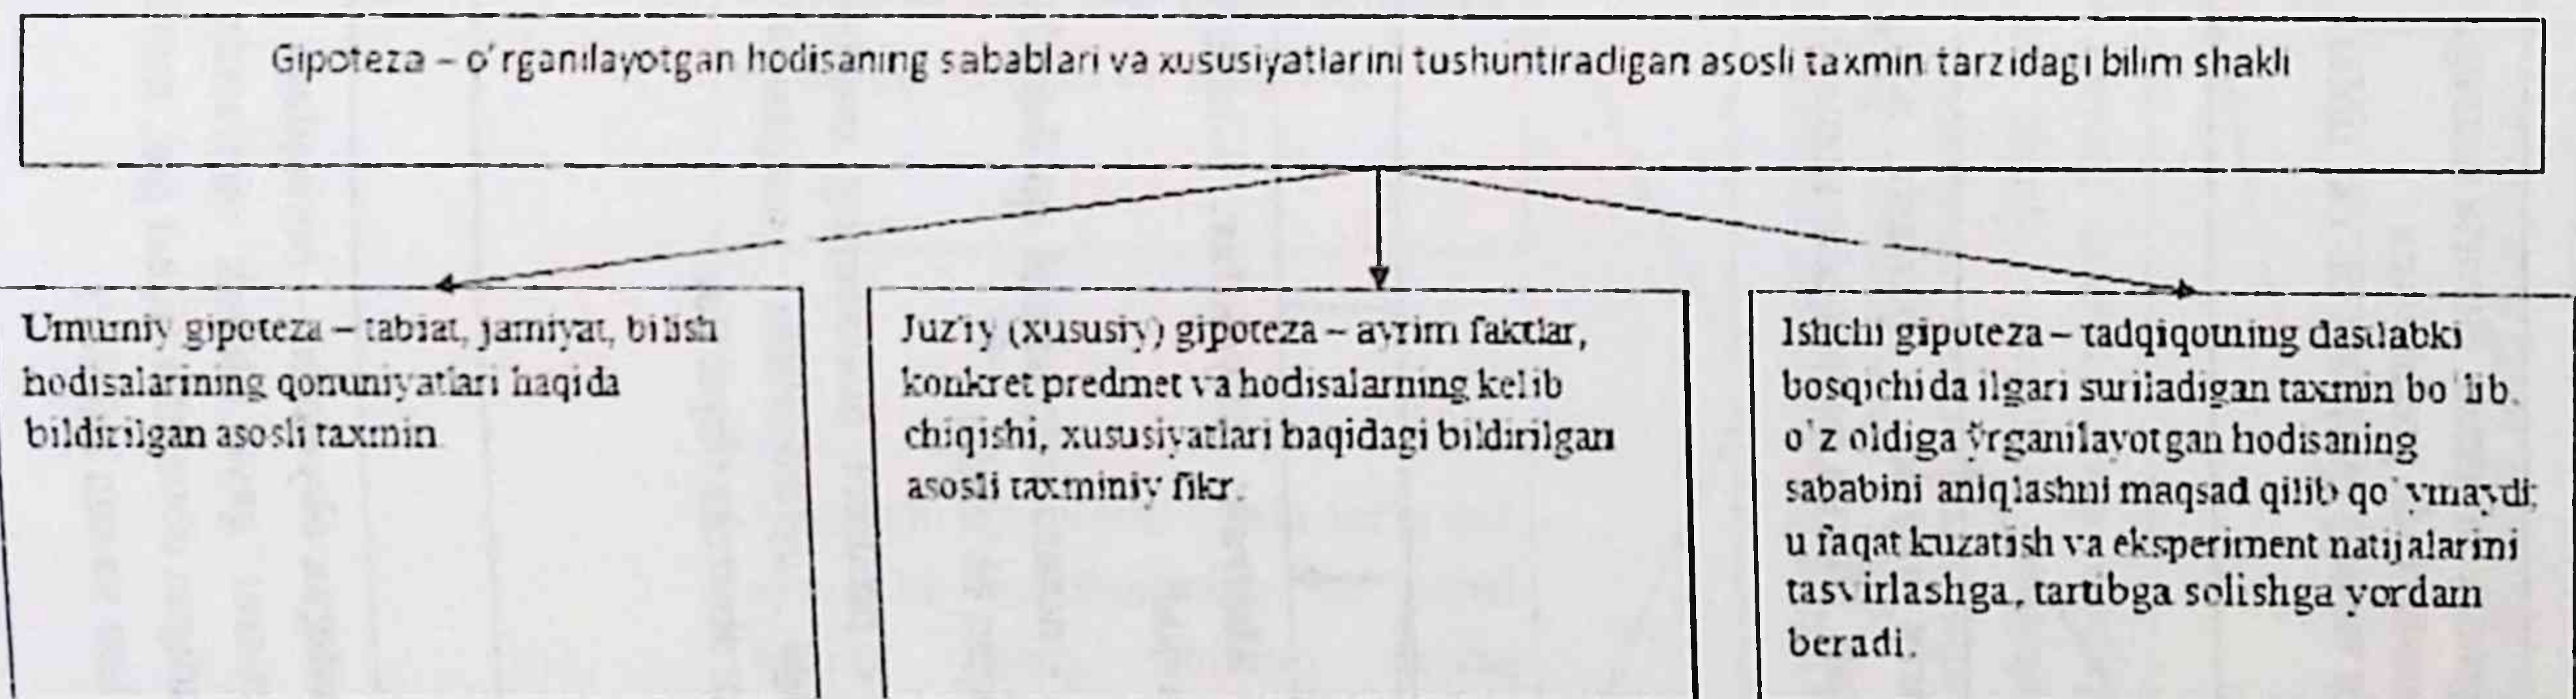 Gipoteza – o'rganilayotgan hodisaning sabablari va xususiyatlarini tushuntiradigan asosli taxmin tarzidagi bilim shakli
Umumiy gipoteza – tabiat, jamiyat, bilish
hodisalarining qonuniyatlari haqida
bildirilgan asosli taxmin
Juz'iy (xususiy) gipoteza – ayrim faktlar,
konkret predmet va hodisalarning kelib
chiqishi, xususiyatlari haqidagi bildirilgan
asosli taxminiy fikr.
Ishchi gipoteza – tadqiqotning dastlabki
bosqichida ilgari suriladigan taxmin bo'lib,
o'z oldiga ўrganilayotgan hodisaning
sababini aniqlashni maqsad qilib qo'ymaydi;
u faqat kuzatish va eksperiment natijalarini
tasvirlashga, tartibga solishga yordam
beradi.